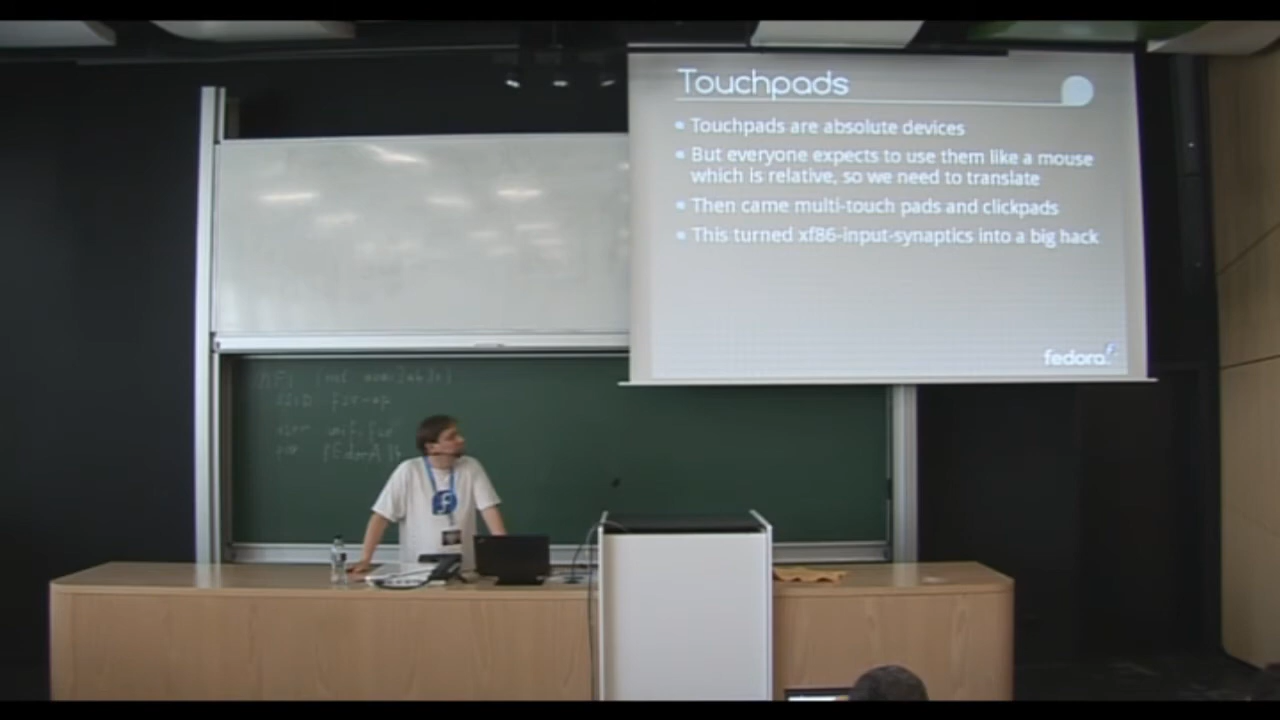 Touchpads
Touchpads are absolute devices
But everyone expects to use them like a mouse
which is relative, so we need to translate
Then came multi-touch pads and clickpads
This turned xf86-input-synaptics into a big hack
fedora